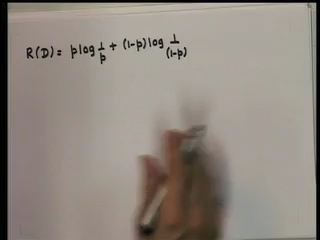 R(D) = p log 1/p + (1-p) log 1/(1-p)